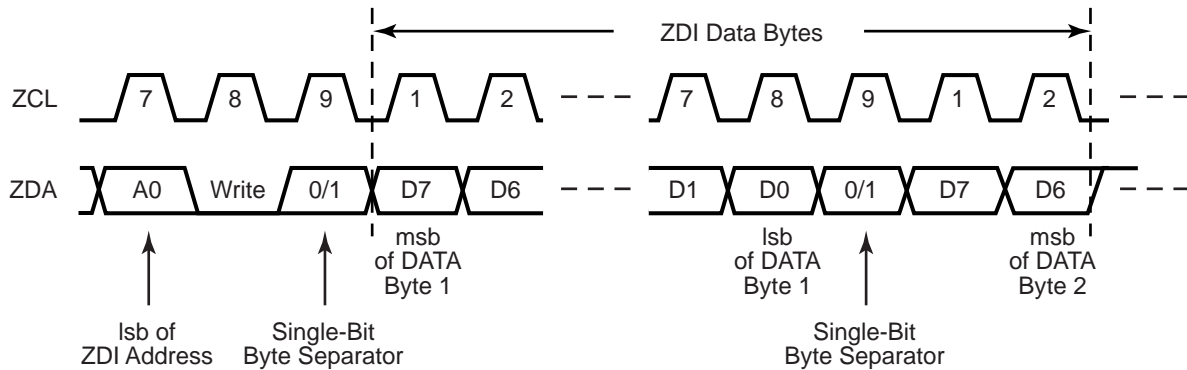 ZDI Data Bytes
ZCL 7 8 9 1 2 7 8 9 1 2
ZDA A0 Write 0/1 D7 D6 D1 D0 0/1 D7 D6
msb
of DATA
Byte 1
lsb
of DATA
Byte 1
msb
of DATA
Byte 2
lsb of
ZDI Address
Single-Bit
Byte Separator
Single-Bit
Byte Separator